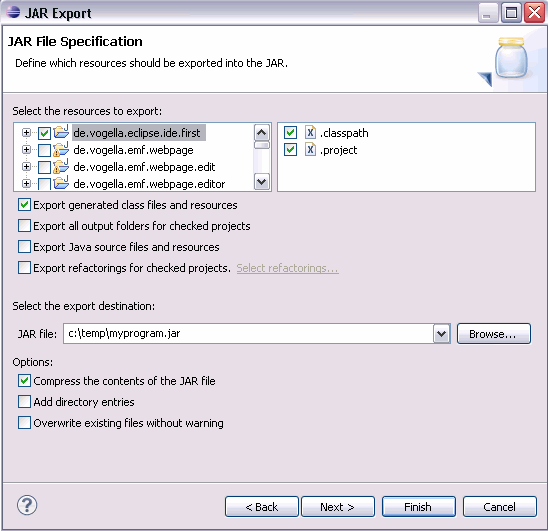 JAR Export
JAR File Specification
Define which resources should be exported into the JAR.
Select the resources to export:
de.vogella.eclipse.ide.first
de.vogella.emf.webpage
de.vogella.emf.webpage.edit
de.vogella.emf.webpage.editor
.classpath
.project
Export generated class files and resources
Export all output folders for checked projects
Export Java source files and resources
Export refactorings for checked projects. Select refactorings...
Select the export destination:
JAR file: c:\temp\myprogram.jar Browse...
Options:
Compress the contents of the JAR file
Add directory entries
Overwrite existing files without warning
? < Back Next > Finish Cancel